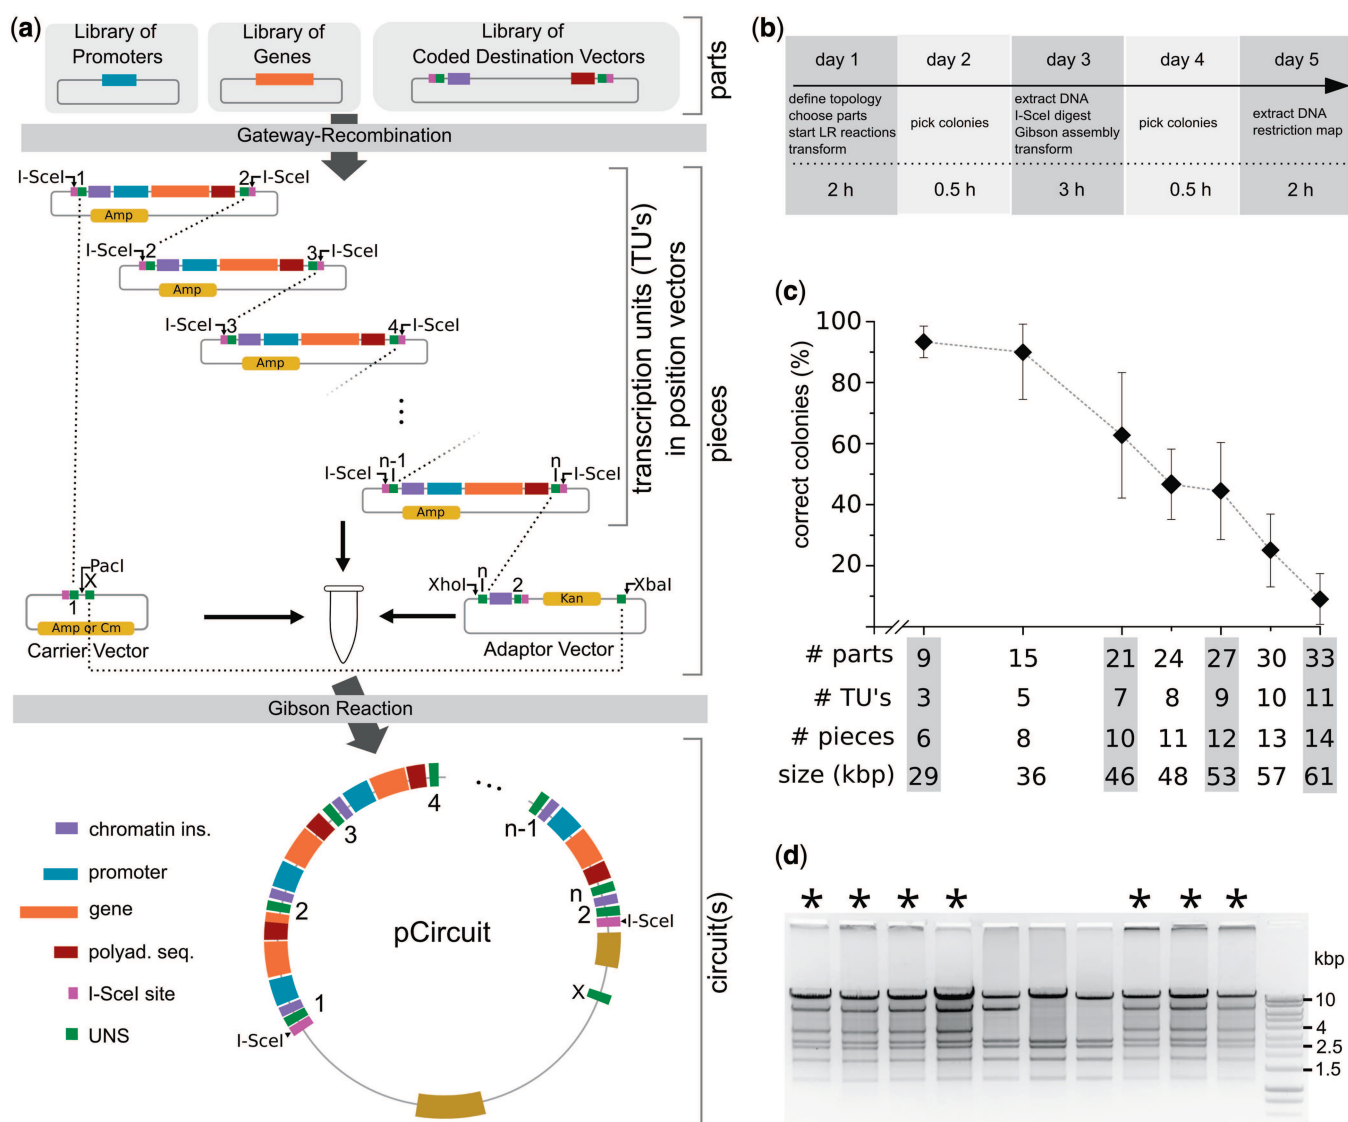 (a)
Library of
Promoters
Library of
Genes
Library of
Coded Destination Vectors
parts
Gateway-Recombination
I-SceI 1 2 I-SceI
Amp
I-SceI 2 3 I-SceI
Amp
I-SceI 3 4 I-SceI
Amp
...
n-1 n
I-SceI I-SceI
Amp
transcription units (TU's)
in position vectors
pieces
PacI
X
1
Amp or Cm
Carrier Vector
XhoI n 2 XbaI
Kan
Adaptor Vector
Gibson Reaction
4 ... n-1
3
2
1
I-SceI
n
2
I-SceI
X
pCircuit
circuit(s)
chromatin ins.
promoter
gene
polyad. seq.
I-SceI site
UNS
(b)
day 1 day 2 day 3 day 4 day 5
define topology
choose parts
start LR reactions
transform
pick colonies
extract DNA
I-SceI digest
Gibson assembly
transform
pick colonies
extract DNA
restriction map
2 h 0.5 h 3 h 0.5 h 2 h
(c)
correct colonies (%)
100
80
60
40
20
# parts 9 15 21 24 27 30 33
# TU's 3 5 7 8 9 10 11
# pieces 6 8 10 11 12 13 14
size (kbp) 29 36 46 48 53 57 61
(d)
* * * * * * *
kbp
10
4
2.5
1.5